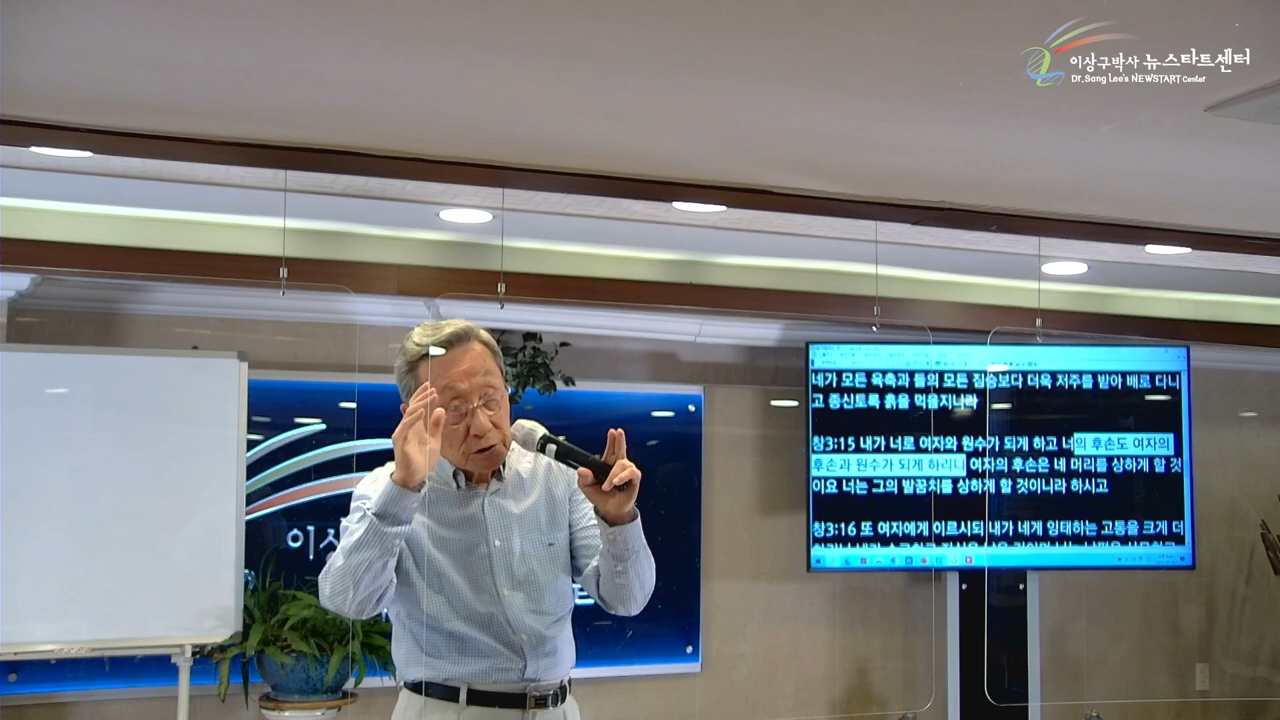 이상구박사 뉴스타트센터
Dr. Sang Lee's NEWSTART Center
네가 모든 육축과 들의 모든 짐승보다 더욱 저주를 받아 배로 다니
고 종신토록 흙을 먹을지니라
창3:15 내가 너로 여자와 원수가 되게 하고 너의 후손도 여자의
후손과 원수가 되게 하리니 여자의 후손은 네 머리를 상하게 할 것
이요 너는 그의 발꿈치를 상하게 할 것이니라 하시고
창3:16 또 여자에게 이르시되 내가 네게 잉태하는 고통을 크게 더
이상